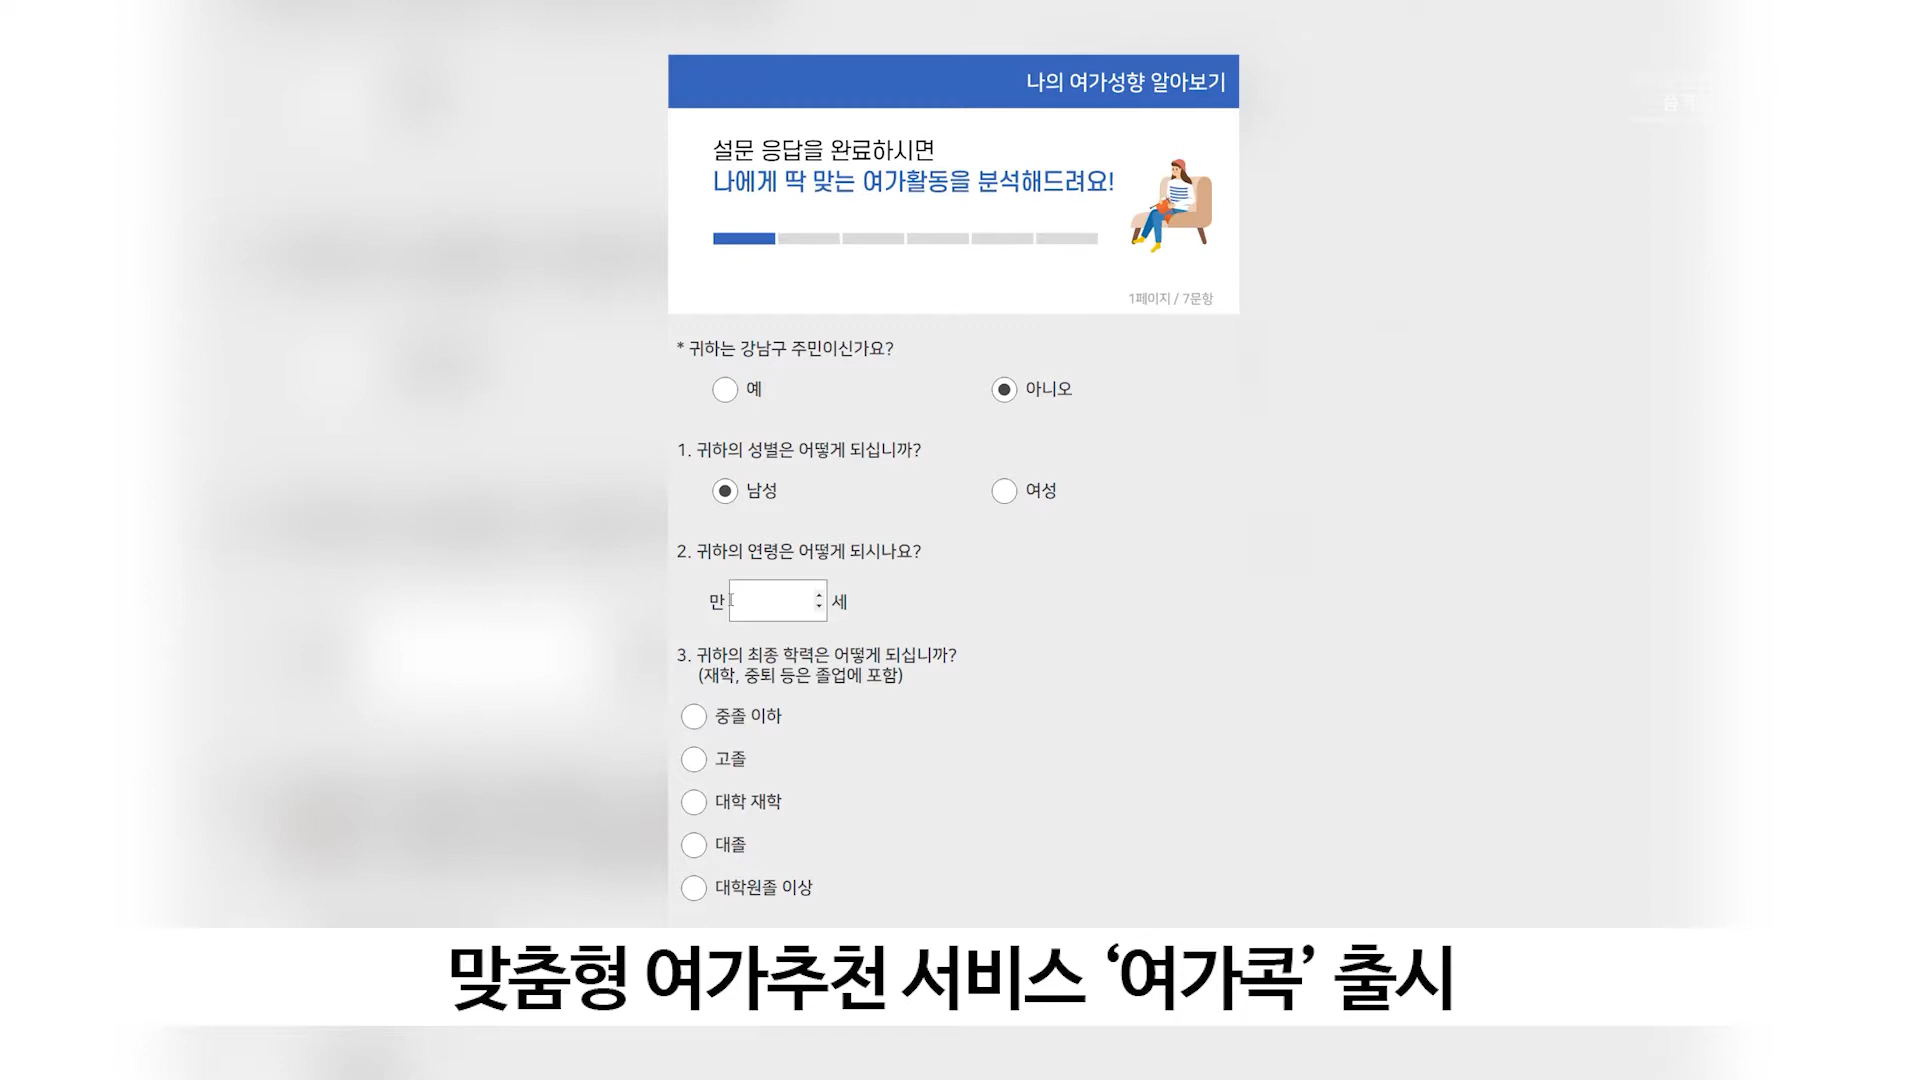 나의 여가성향 알아보기
설문 응답을 완료하시면
나에게 딱 맞는 여가활동을 분석해드려요!
1페이지 / 7문항
* 귀하는 강남구 주민이신가요?
예 아니오
1. 귀하의 성별은 어떻게 되십니까?
남성 여성
2. 귀하의 연령은 어떻게 되시나요?
만 세
3. 귀하의 최종 학력은 어떻게 되십니까?
(재학, 중퇴 등은 졸업에 포함)
중졸 이하
고졸
대학 재학
대졸
대학원졸 이상
맞춤형 여가추천 서비스 ‘여가콕’ 출시